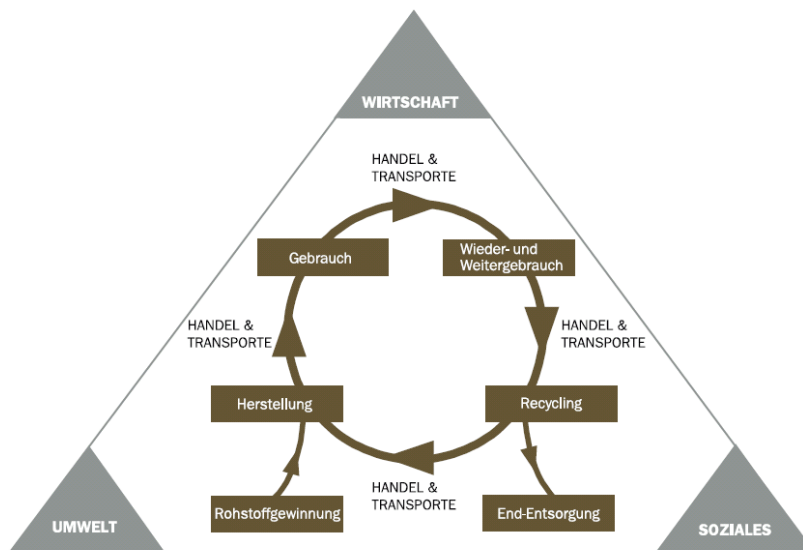 WIRTSCHAFT
HANDEL &
TRANSPORTE
Gebrauch
Wieder- und
Weitergebrauch
HANDEL &
TRANSPORTE
HANDEL &
TRANSPORTE
Herstellung
Recycling
HANDEL &
TRANSPORTE
Rohstoffgewinnung
End-Entsorgung
UMWELT
SOZIALES